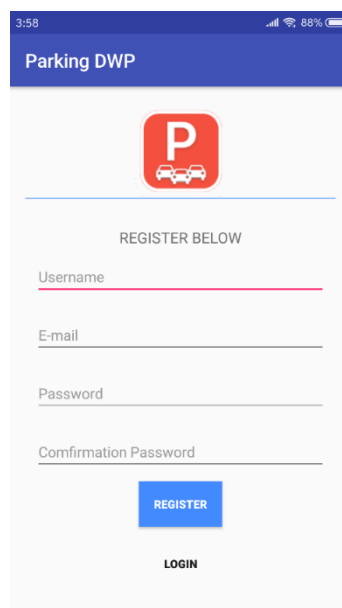 3:58 88%
Parking DWP
P
REGISTER BELOW
Username
E-mail
Password
Comfirmation Password
REGISTER
LOGIN